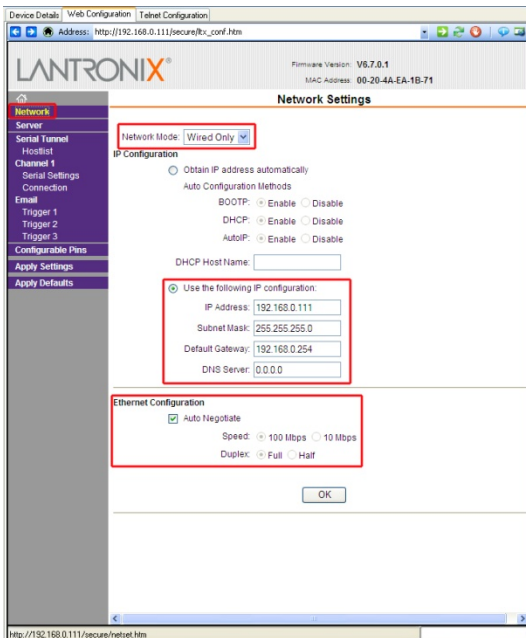 Device Details Web Configuration Telnet Configuration
Address: http://192.168.0.111/secure/ltx_conf.htm
LANTRONIX®
Firmware Version: V6.7.0.1
MAC Address: 00-20-4A-EA-1B-71
Network Settings
Network
Server
Serial Tunnel
Hostlist
Channel 1
Serial Settings
Connection
Email
Trigger 1
Trigger 2
Trigger 3
Configurable Pins
Apply Settings
Apply Defaults
Network Mode: Wired Only
IP Configuration
Obtain IP address automatically
Auto Configuration Methods
BOOTP: Enable Disable
DHCP: Enable Disable
AutoIP: Enable Disable
DHCP Host Name:
Use the following IP configuration:
IP Address: 192.168.0.111
Subnet Mask: 255.255.255.0
Default Gateway: 192.168.0.254
DNS Server: 0.0.0.0
Ethernet Configuration
Auto Negotiate
Speed: 100 Mbps 10 Mbps
Duplex: Full Half
OK
http://192.168.0.111/secure/netset.htm